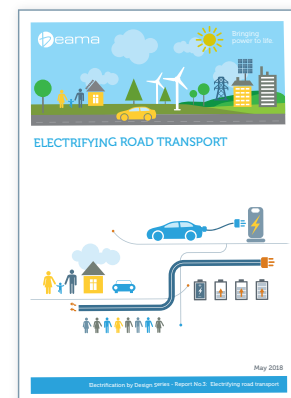 beama
Bringing
power to life
ELECTRIFYING ROAD TRANSPORT
May 2018
Electrification by Design series - Report No.3 Electrifying road transport